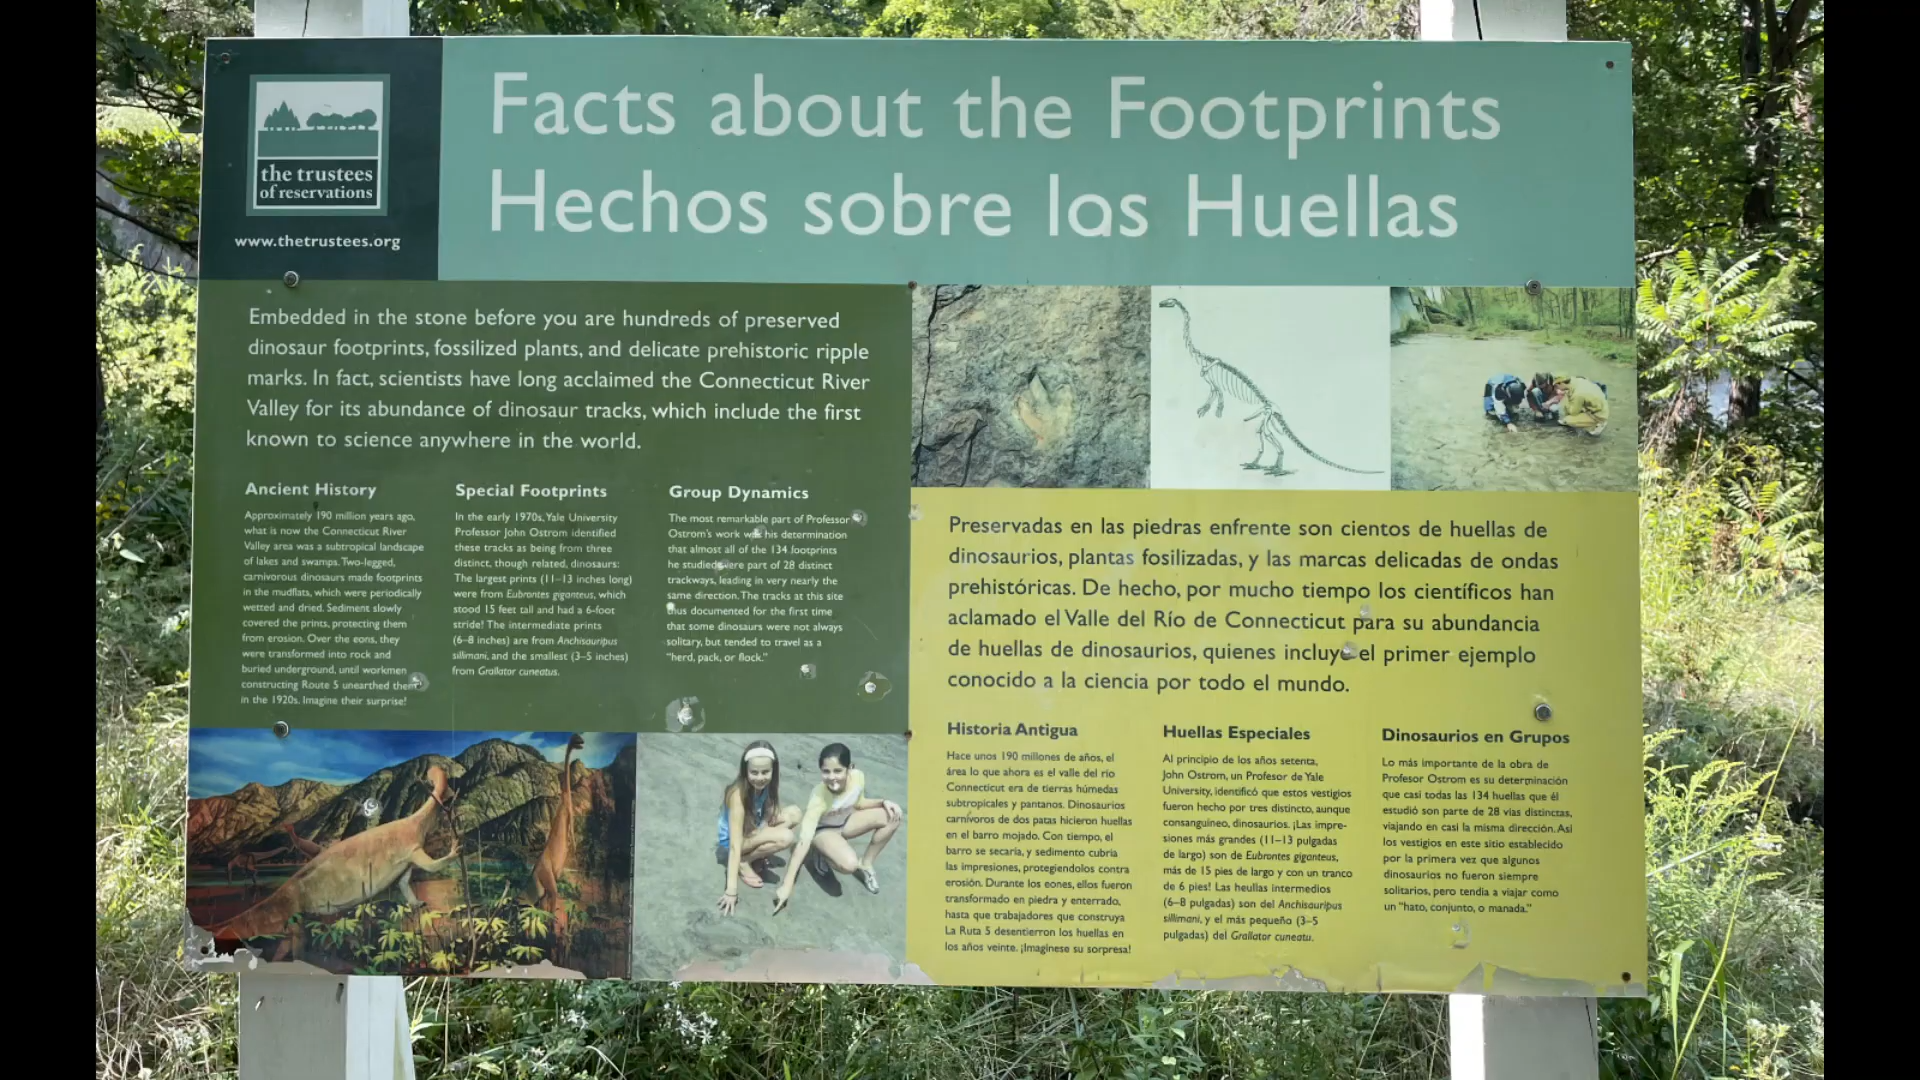 the trustees
of reservations
www.thetrustees.org
Facts about the Footprints
Hechos sobre los Huellas
Embedded in the stone before you are hundreds of preserved
dinosaur footprints, fossilized plants, and delicate prehistoric ripple
marks. In fact, scientists have long acclaimed the Connecticut River
Valley for its abundance of dinosaur tracks, which include the first
known to science anywhere in the world.
Ancient History
Approximately 190 million years ago,
what is now the Connecticut River
Valley area was a subtropical landscape
of lakes and swamps. Two-legged,
carnivorous dinosaurs made footprints
in the mudflats, which were periodically
wetted and dried. Sediment slowly
covered the prints, protecting them
from erosion. Over the eons, they
were transformed into rock and
buried underground, until workmen
constructing Route 5 unearthed them
in the 1920s. Imagine their surprise!
Special Footprints
In the early 1970s, Yale University
Professor John Ostrom identified
these tracks as being from three
distinct, though related, dinosaurs:
The largest prints (11–13 inches long)
were from Eubrontes giganteus, which
stood 15 feet tall and had a 6-foot
stride! The intermediate prints
(6–8 inches) are from Anchisauripus
sillimani, and the smallest (3–5 inches)
from Grallator cuneatus.
Group Dynamics
The most remarkable part of Professor
Ostrom's work was his determination
that almost all of the 134 footprints
he studied were part of 28 distinct
trackways, leading in very nearly the
same direction. The tracks at this site
thus documented for the first time
that some dinosaurs were not always
solitary, but tended to travel as a
"herd, pack, or flock."
Preservadas en las piedras enfrente son cientos de huellas de
dinosaurios, plantas fosilizadas, y las marcas delicadas de ondas
prehistóricas. De hecho, por mucho tiempo los científicos han
aclamado el Valle del Río de Connecticut para su abundancia
de huellas de dinosaurios, quienes incluye el primer ejemplo
conocido a la ciencia por todo el mundo.
Historia Antigua
Hace unos 190 millones de años, el
área lo que ahora es el valle del río
Connecticut era de tierras húmedas
subtropicales y pantanos. Dinosaurios
carnívoros de dos patas hicieron huellas
en el barro mojado. Con tiempo, el
barro se secaría, y sedimento cubría
las impresiones, protegiendolos contra
erosión. Durante los eones, ellos fueron
transformado en piedra y enterrado,
hasta que trabajadores que construya
La Ruta 5 desentierron los huellas en
los años veinte. ¡Imagínese su sorpresa!
Huellas Especiales
Al principio de los años setenta,
John Ostrom, un Profesor de Yale
University, identificó que estos vestigios
fueron hecho por tres distincto, aunque
consanguíneo, dinosaurios. ¡Las impre-
siones más grandes (11–13 pulgadas
de largo) son de Eubrontes giganteus,
más de 15 pies de largo y con un tranco
de 6 pies! Las heullas intermedios
(6–8 pulgadas) son del Anchisauripus
sillimani, y el más pequeño (3–5
pulgadas) del Grallator cuneatu.
Dinosaurios en Grupos
Lo más importante de la obra de
Profesor Ostrom es su determinación
que casi todas las 134 huellas que él
estudió son parte de 28 vías distinctas,
viajando en casi la misma dirección. Así
los vestigios en este sitio establecido
por la primera vez que algunos
dinosaurios no fueron siempre
solitarios, pero tendía a viajar como
un "hato, conjunto, o manada."